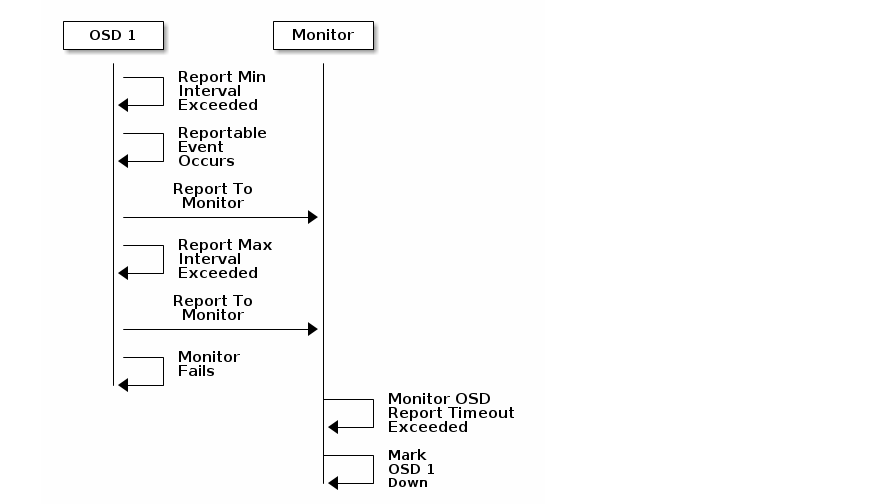 OSD 1
Monitor
Report Min
Interval
Exceeded
Reportable
Event
Occurs
Report To
Monitor
Report Max
Interval
Exceeded
Report To
Monitor
Monitor
Fails
Monitor OSD
Report Timeout
Exceeded
Mark
OSD 1
Down